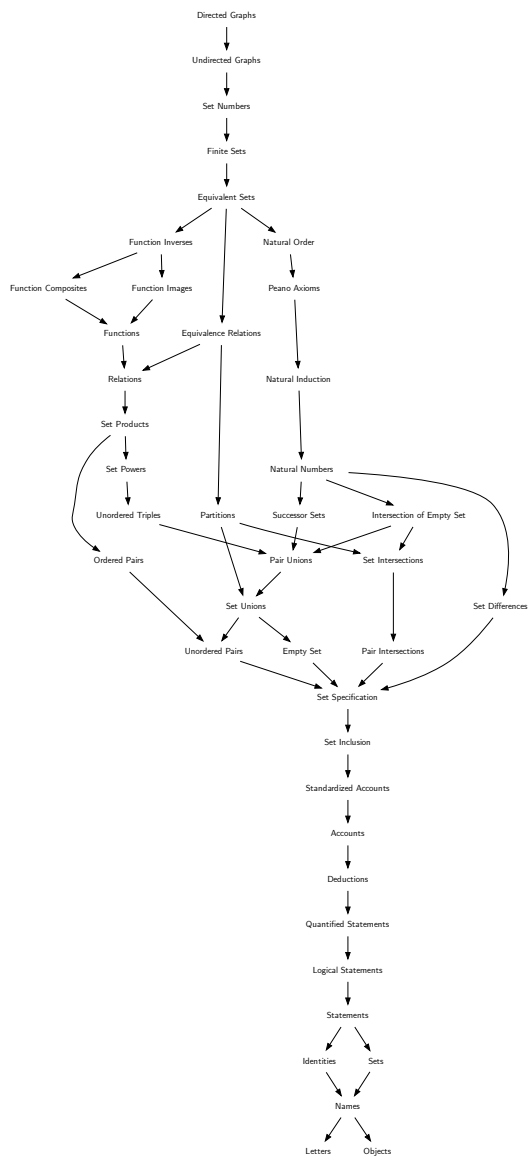 Directed Graphs
Undirected Graphs
Set Numbers
Finite Sets
Equivalent Sets
Function Inverses
Natural Order
Function Composites
Function Images
Peano Axioms
Functions
Equivalence Relations
Relations
Natural Induction
Set Products
Set Powers
Natural Numbers
Unordered Triples
Partitions
Successor Sets
Intersection of Empty Set
Ordered Pairs
Pair Unions
Set Intersections
Set Unions
Set Differences
Unordered Pairs
Empty Set
Pair Intersections
Set Specification
Set Inclusion
Standardized Accounts
Accounts
Deductions
Quantified Statements
Logical Statements
Statements
Identities
Sets
Names
Letters
Objects